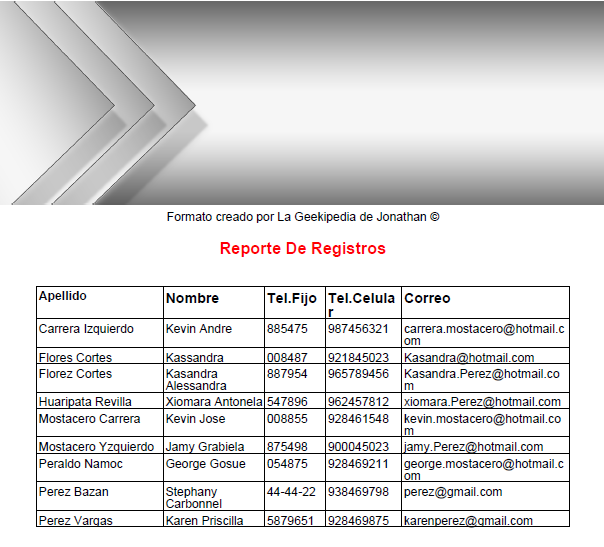 Formato creado por La Geekipedia de Jonathan ©
Reporte De Registros
Apellido Nombre Tel.Fijo Tel.Celula
r Correo
Carrera Izquierdo Kevin Andre 885475 987456321 carrera.mostacero@hotmail.c
om
Flores Cortes Kassandra 008487 921845023 Kasandra@hotmail.com
Florez Cortes Kasandra
Alessandra 887954 965789456 Kasandra.Perez@hotmail.co
m
Huaripata Revilla Xiomara Antonela 547896 962457812 xiomara.Perez@hotmail.com
Mostacero Carrera Kevin Jose 008855 928461548 kevin.mostacero@hotmail.co
m
Mostacero Yzquierdo Jamy Grabiela 875498 900045023 jamy.Perez@hotmail.com
Peraldo Namoc George Gosue 054875 928469211 george.mostacero@hotmail.c
om
Perez Bazan Stephany
Carbonnel 44-44-22 938469798 perez@gmail.com
Perez Vargas Karen Priscilla 5879651 928469875 karenperez@gmail.com